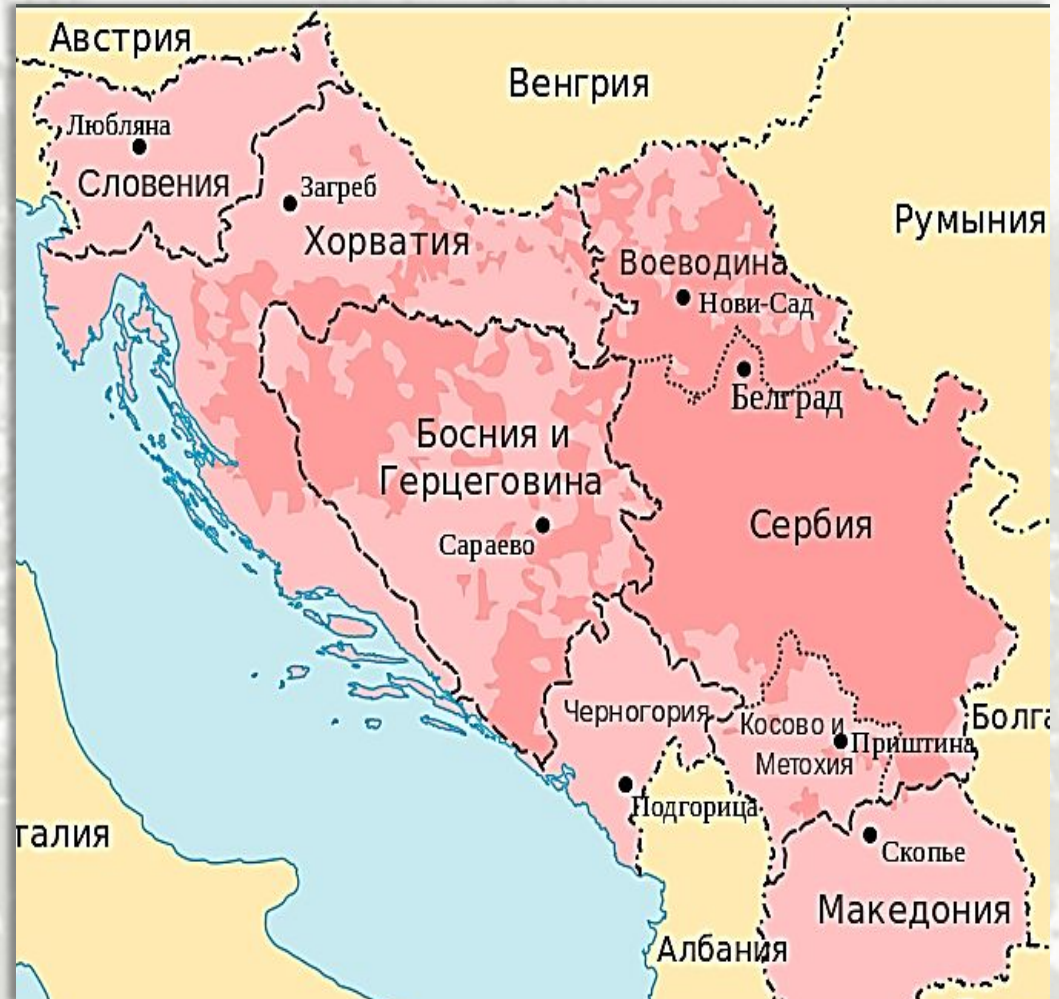 Австрия
Венгрия
Любляна
Словения
Загреб
Хорватия
Румыния
Воеводина
Нови-Сад
Белград
Босния и
Герцеговина
Сербия
Сараево
Черногория
Косово и
Метохия
Приштина
Болга
Подгорица
талия
Скопье
Македония
Албания